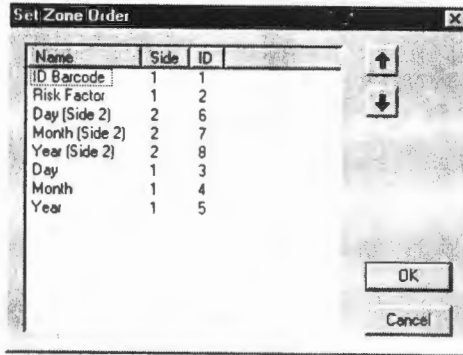 Set Zone Order
Name Side ID
ID Barcode 1 1
Risk Factor 1 2
Day (Side 2) 2 6
Month (Side 2) 2 7
Year (Side 2) 2 8
Day 1 3
Month 1 4
Year 1 5
OK
Cancel